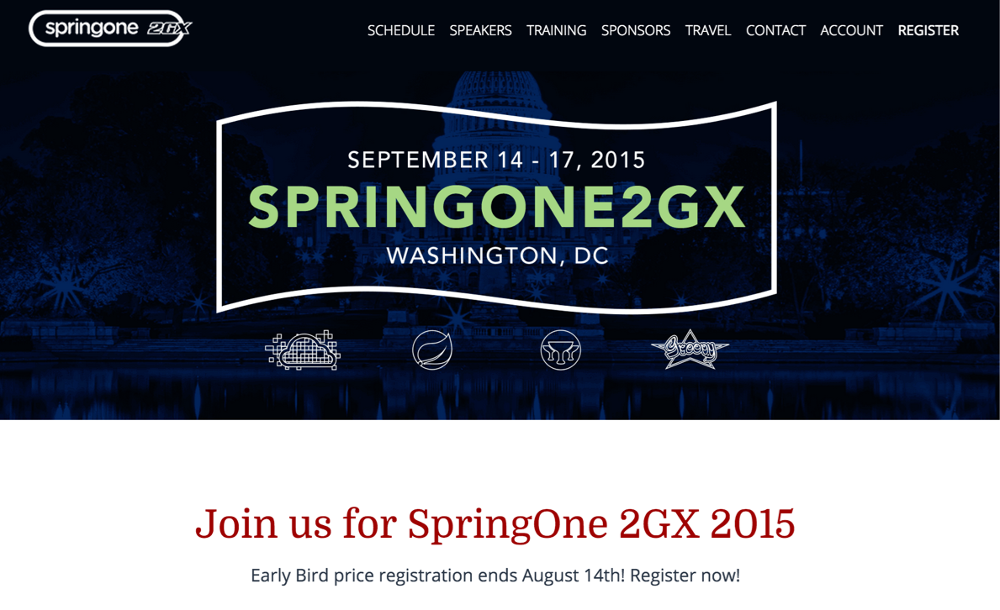 springone 2GX
SCHEDULE SPEAKERS TRAINING SPONSORS TRAVEL CONTACT ACCOUNT REGISTER
SEPTEMBER 14 - 17, 2015
SPRINGONE2GX
WASHINGTON, DC
groovy
Join us for SpringOne 2GX 2015
Early Bird price registration ends August 14th! Register now!